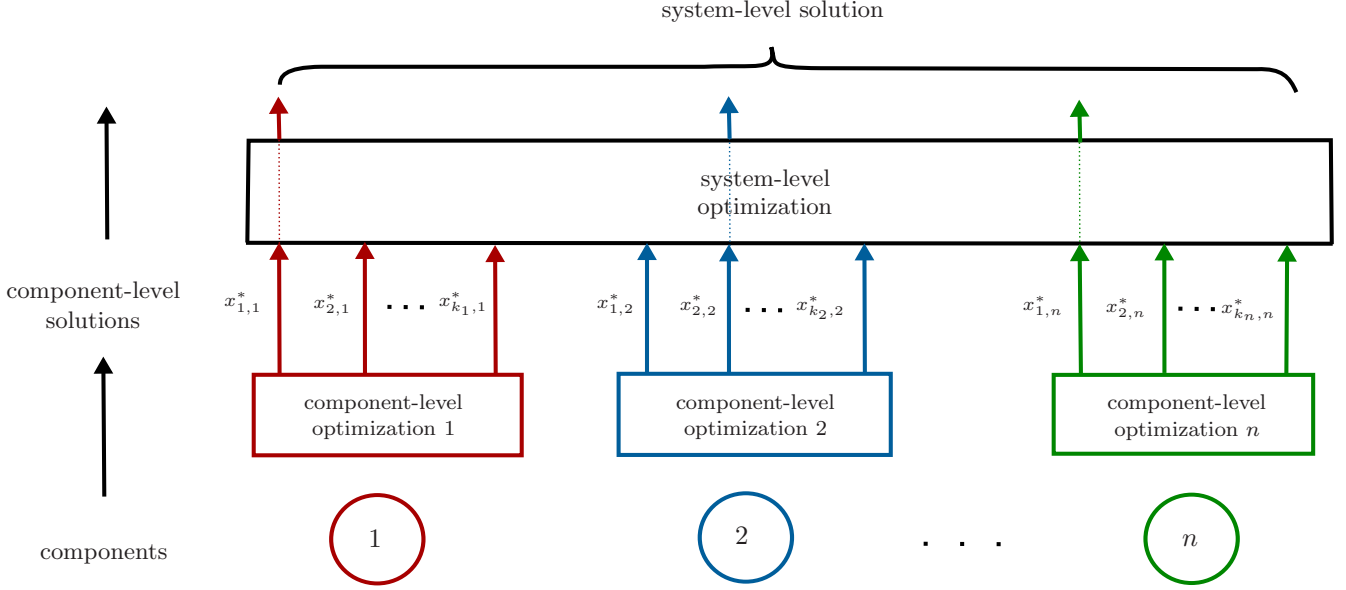 system-level solution
system-level
optimization
component-level
solutions
x*1,1 x*2,1 ... x*k1,1 x*1,2 x*2,2 ... x*k2,2 x*1,n x*2,n ... x*kn,n
component-level
optimization 1
component-level
optimization 2
component-level
optimization n
components
1 2 . . . n